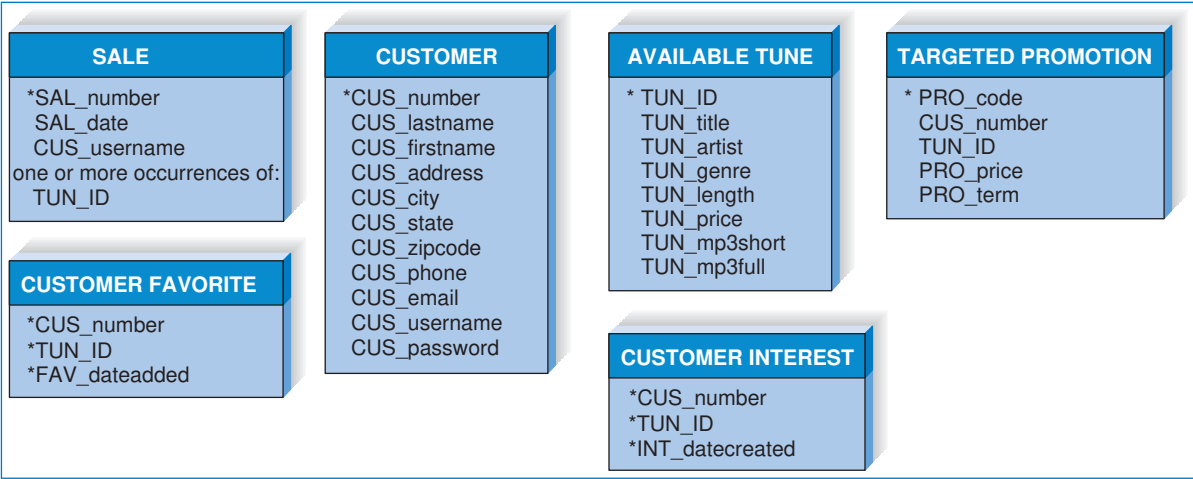 SALE
*SAL_number
SAL_date
CUS_username
one or more occurrences of:
TUN_ID
CUSTOMER FAVORITE
*CUS_number
*TUN_ID
*FAV_dateadded
CUSTOMER
*CUS_number
CUS_lastname
CUS_firstname
CUS_address
CUS_city
CUS_state
CUS_zipcode
CUS_phone
CUS_email
CUS_username
CUS_password
AVAILABLE TUNE
* TUN_ID
TUN_title
TUN_artist
TUN_genre
TUN_length
TUN_price
TUN_mp3short
TUN_mp3full
CUSTOMER INTEREST
*CUS_number
*TUN_ID
*INT_datecreated
TARGETED PROMOTION
* PRO_code
CUS_number
TUN_ID
PRO_price
PRO_term